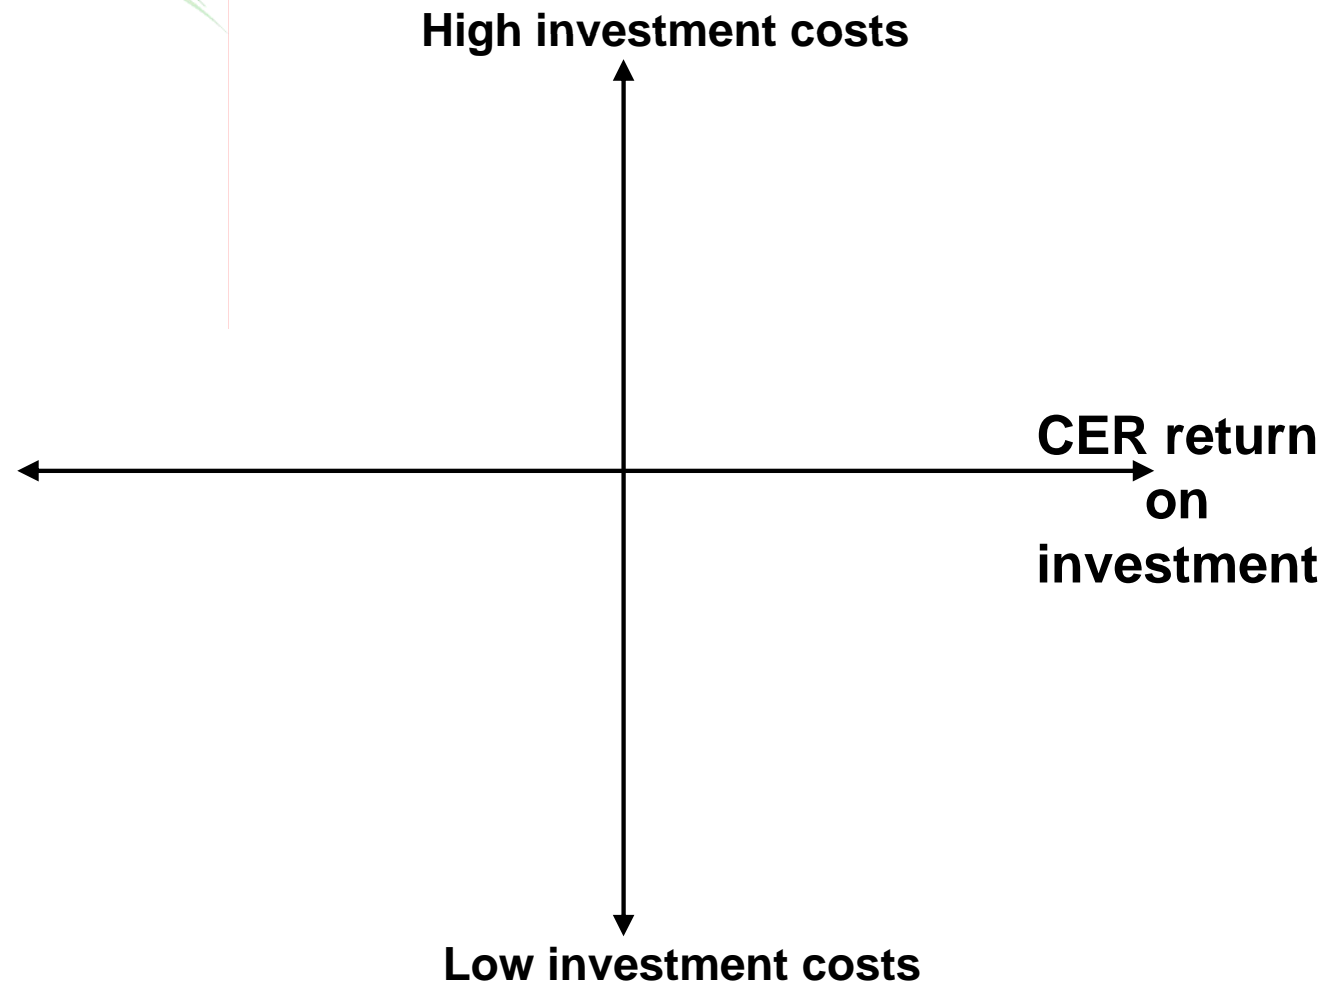 High investment costs
CER return
on
investment
Low investment costs